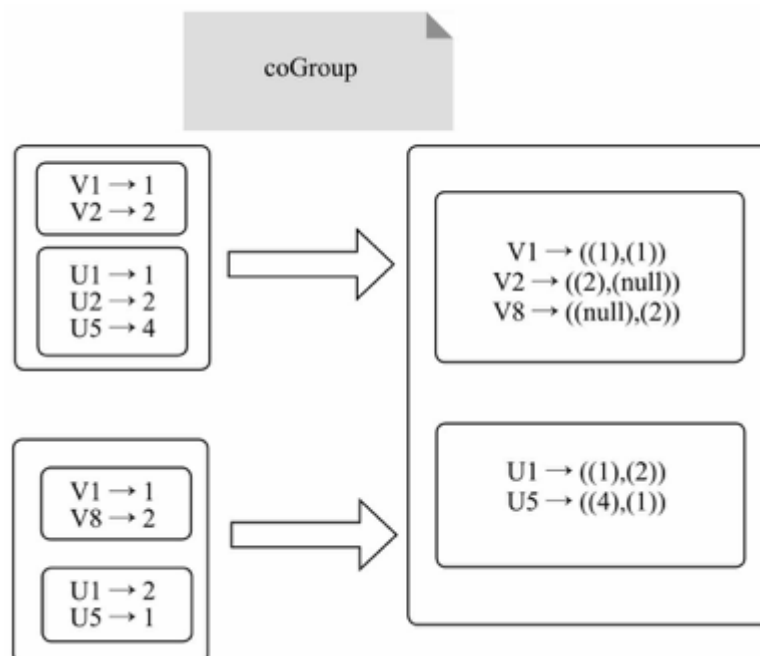 coGroup
V1 → 1
V2 → 2
U1 → 1
U2 → 2
U5 → 4
V1 → 1
V8 → 2
U1 → 2
U5 → 1
V1 → ((1),(1))
V2 → ((2),(null))
V8 → ((null),(2))
U1 → ((1),(2))
U5 → ((4),(1))